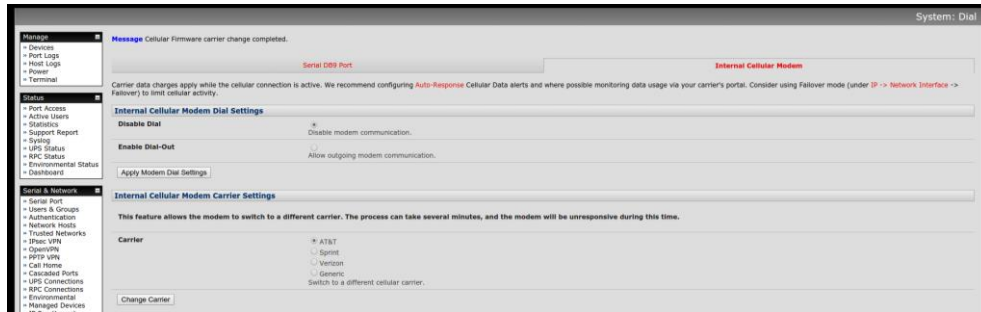 System: Dial
Manage
» Devices
» Port Logs
» Host Logs
» Power
» Terminal
Status
» Port Access
» Active Users
» Statistics
» Support Report
» Syslog
» UPS Status
» RPC Status
» Environmental Status
» Dashboard
Serial & Network
» Serial Port
» Users & Groups
» Authentication
» Network Hosts
» Trusted Networks
» IPsec VPN
» OpenVPN
» PPTP VPN
» Call Home
» Cascaded Ports
» UPS Connections
» RPC Connections
» Environmental
» Managed Devices
Message Cellular Firmware carrier change completed.
Serial DB9 Port
Internal Cellular Modem
Carrier data charges apply while the cellular connection is active. We recommend configuring Auto-Response Cellular Data alerts and where possible monitoring data usage via your carrier's portal. Consider using Failover mode (under IP -> Network Interface ->
Failover) to limit cellular activity.
Internal Cellular Modem Dial Settings
Disable Dial
Disable modem communication.
Enable Dial-Out
Allow outgoing modem communication.
Apply Modem Dial Settings
Internal Cellular Modem Carrier Settings
This feature allows the modem to switch to a different carrier. The process can take several minutes, and the modem will be unresponsive during this time.
Carrier
AT&T
Sprint
Verizon
Generic
Switch to a different cellular carrier.
Change Carrier